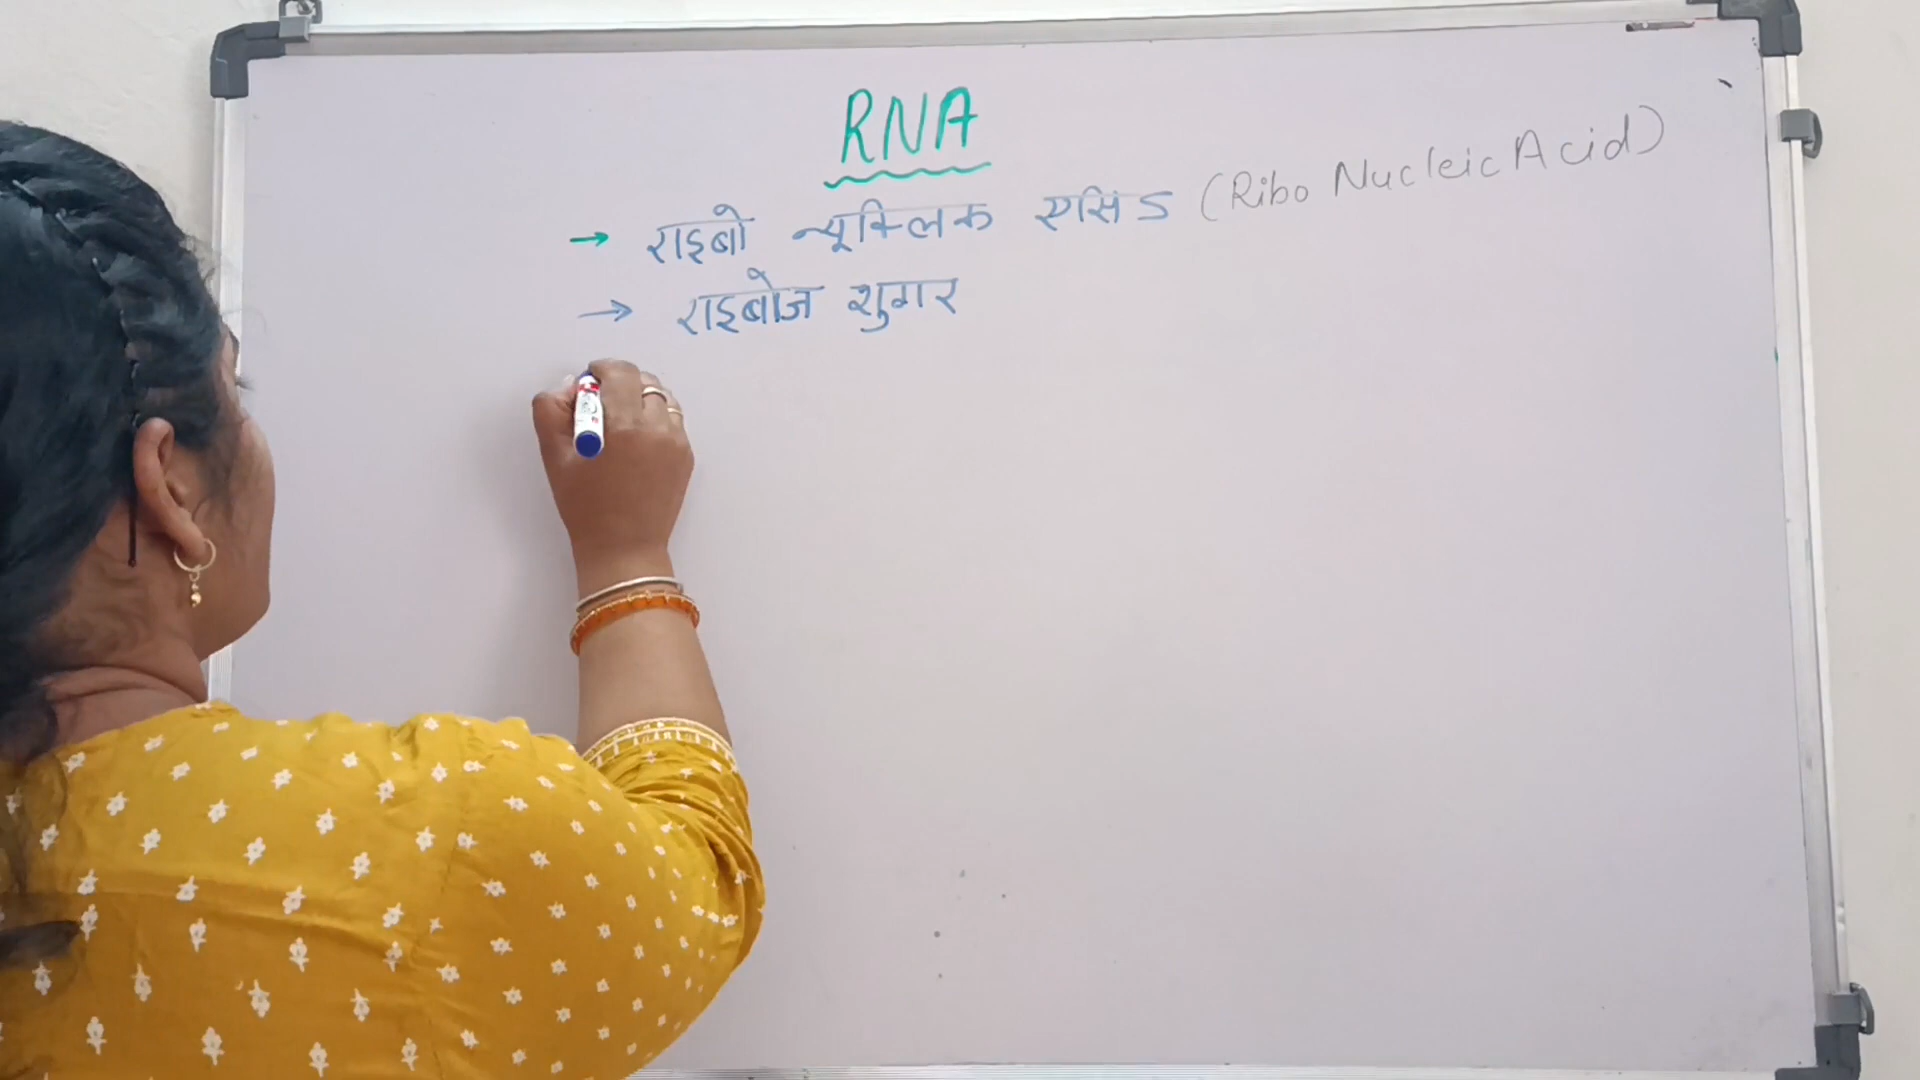 RNA
→ राइबो न्यूक्लिक एसिड (Ribo Nucleic Acid)
→ राइबोज शुगर